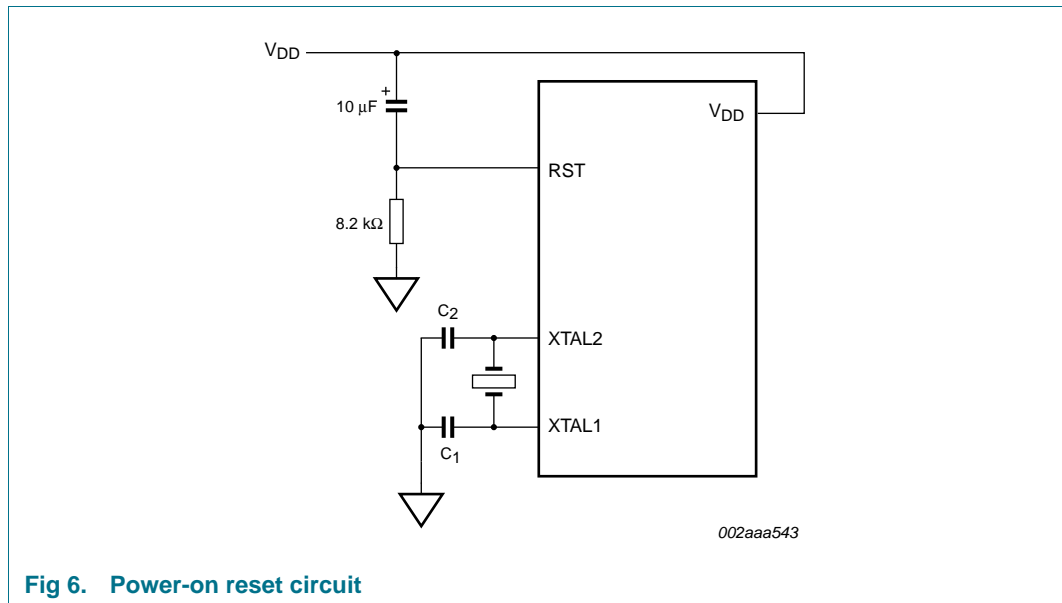 VDD
+
10 μF
VDD
RST
8.2 kΩ
C2
XTAL2
XTAL1
C1
002aaa543
Fig 6. Power-on reset circuit